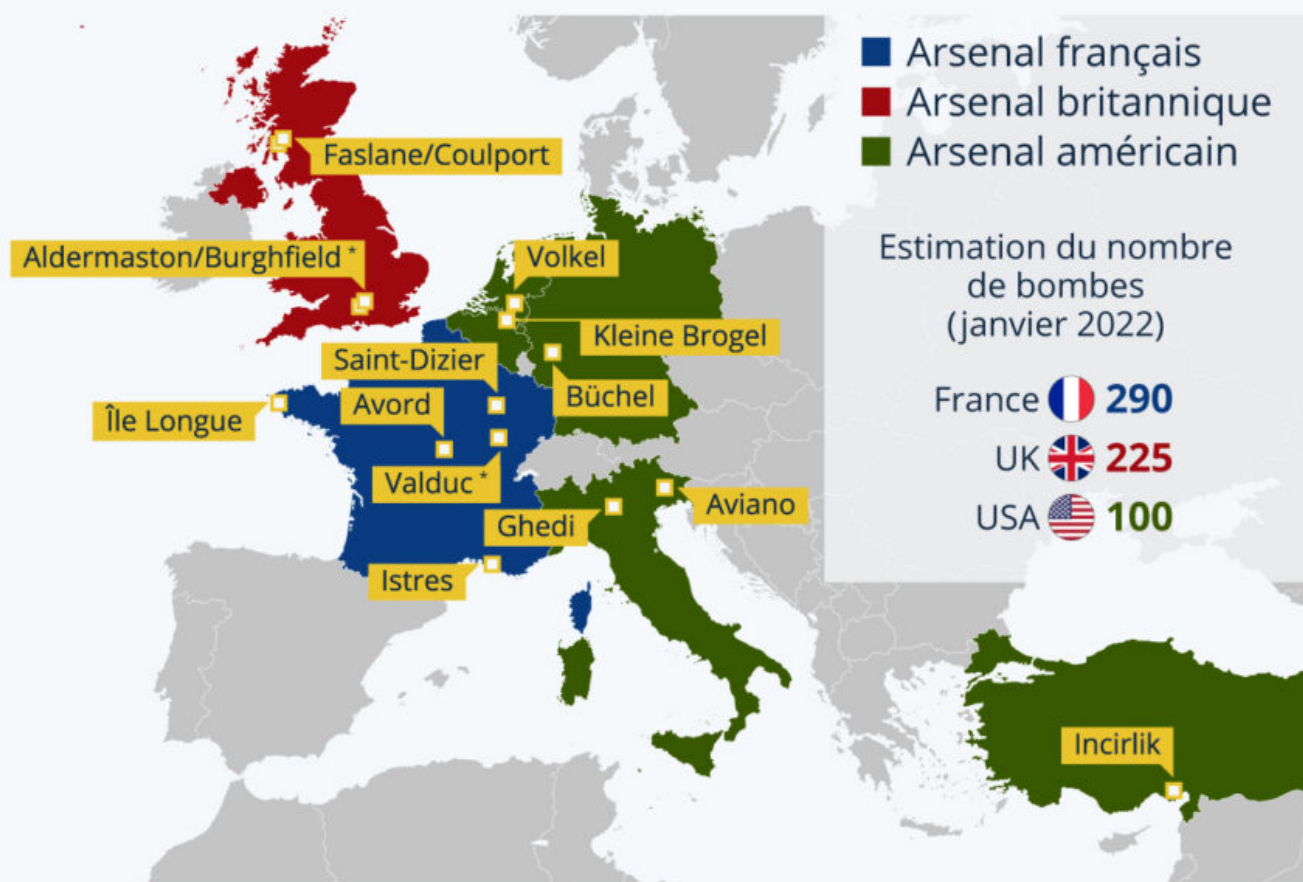 Arsenal français
Arsenal britannique
Arsenal américain
Estimation du nombre
de bombes
(janvier 2022)
France 290
UK 225
USA 100
Faslane/Coulport
Aldermaston/Burghfield *
Volkel
Kleine Brogel
Saint-Dizier
Büchel
Avord
Île Longue
Valduc *
Aviano
Ghedi
Istres
Incirlik